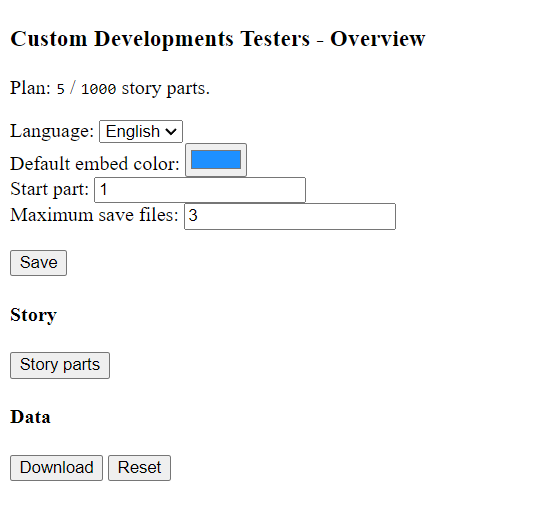 Custom Developments Testers - Overview
Plan: 5 / 1000 story parts.
Language: English
Default embed color:
Start part: 1
Maximum save files: 3
Save
Story
Story parts
Data
Download Reset